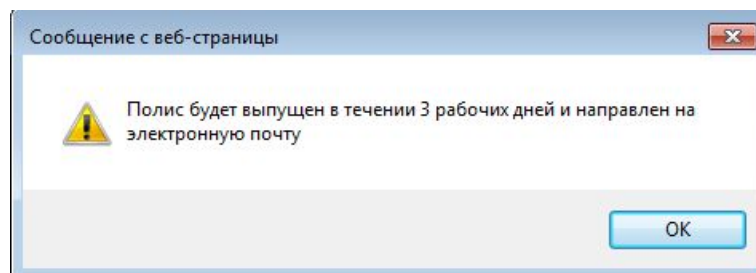 Сообщение с веб-страницы
Полис будет выпущен в течении 3 рабочих дней и направлен на
электронную почту
OK